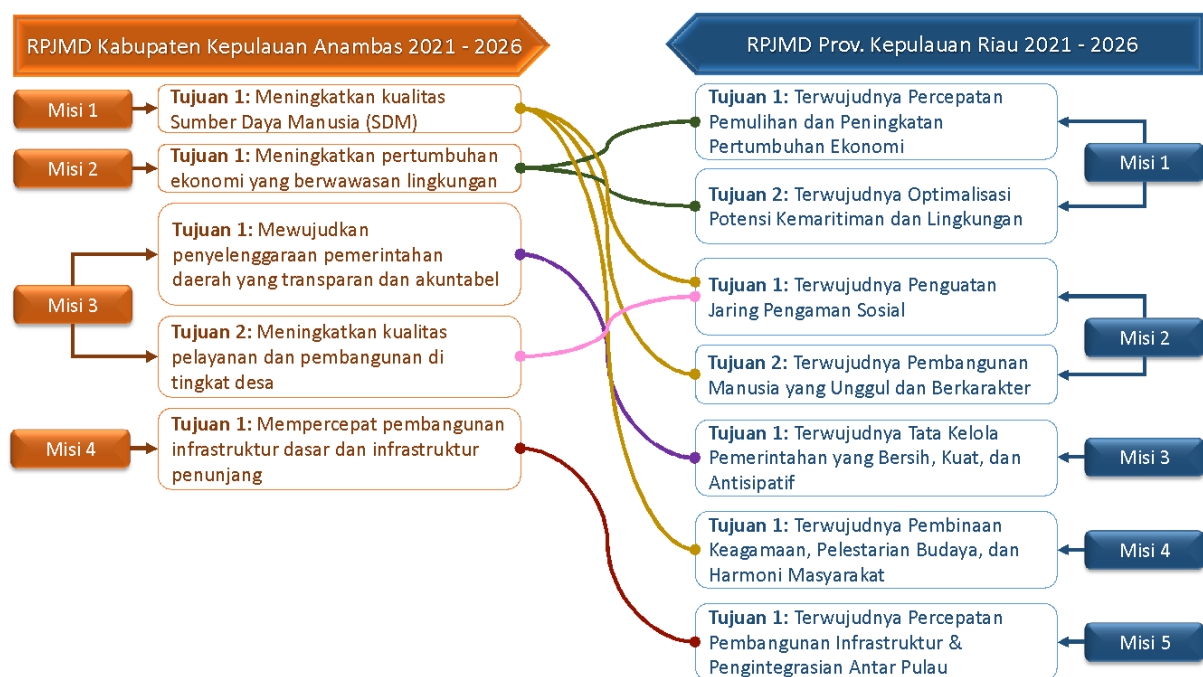 RPJMD Kabupaten Kepulauan Anambas 2021 - 2026
Misi 1
Tujuan 1: Meningkatkan kualitas
Sumber Daya Manusia (SDM)
Misi 2
Tujuan 1: Meningkatkan pertumbuhan
ekonomi yang berwawasan lingkungan
Misi 3
Tujuan 1: Mewujudkan
penyelenggaraan pemerintahan
daerah yang transparan dan akuntabel
Tujuan 2: Meningkatkan kualitas
pelayanan dan pembangunan di
tingkat desa
Misi 4
Tujuan 1: Mempercepat pembangunan
infrastruktur dasar dan infrastruktur
penunjang
RPJMD Prov. Kepulauan Riau 2021 - 2026
Tujuan 1: Terwujudnya Percepatan
Pemulihan dan Peningkatan
Pertumbuhan Ekonomi
Misi 1
Tujuan 2: Terwujudnya Optimalisasi
Potensi Kemaritiman dan Lingkungan
Tujuan 1: Terwujudnya Penguatan
Jaring Pengaman Sosial
Misi 2
Tujuan 2: Terwujudnya Pembangunan
Manusia yang Unggul dan Berkarakter
Tujuan 1: Terwujudnya Tata Kelola
Pemerintahan yang Bersih, Kuat, dan
Antisipatif
Misi 3
Tujuan 1: Terwujudnya Pembinaan
Keagamaan, Pelestarian Budaya, dan
Harmoni Masyarakat
Misi 4
Tujuan 1: Terwujudnya Percepatan
Pembangunan Infrastruktur &
Pengintegrasian Antar Pulau
Misi 5